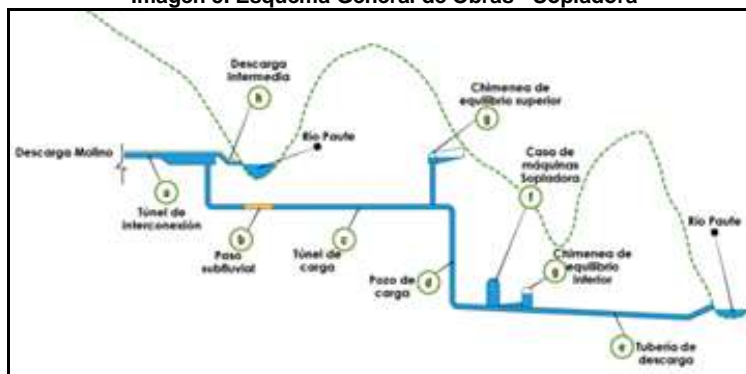 Imagen 3. Esquema General de Obras - Sopladora
Descarga
Intermedia
h
Río Paute
Chimenea de
equilibrio superior
g
Descarga Molino
a
Túnel de
interconexión
b
Paso
subfluvial
c
Túnel de
carga
Casa de
máquinas
Sopladora
f
Río Paute
Chimenea de
equilibrio
inferior
g
Pozo de
carga
d
e
Tubería de
descarga